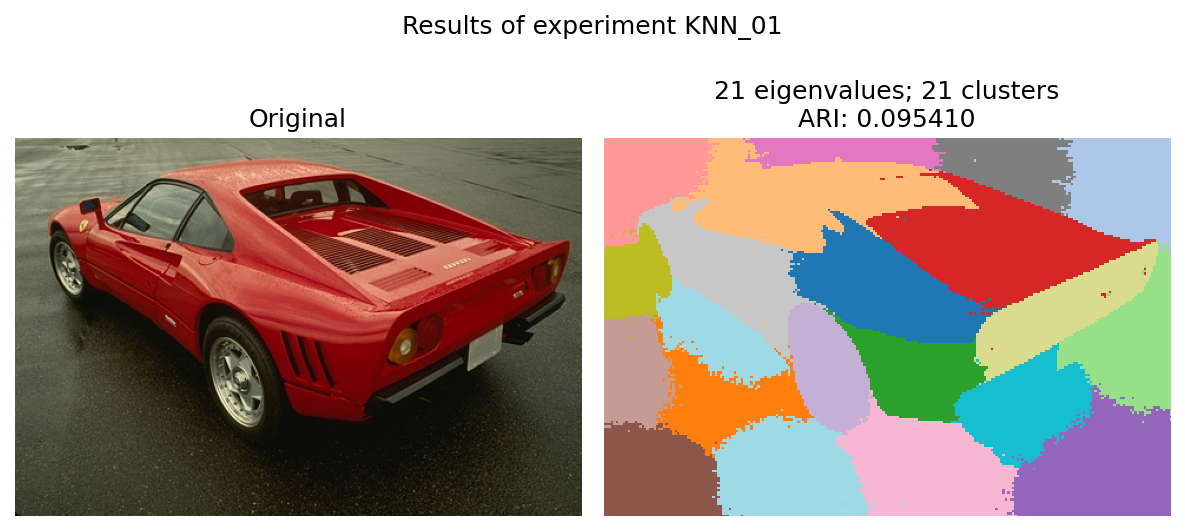 Results of experiment KNN_01
Original
21 eigenvalues; 21 clusters
ARI: 0.095410